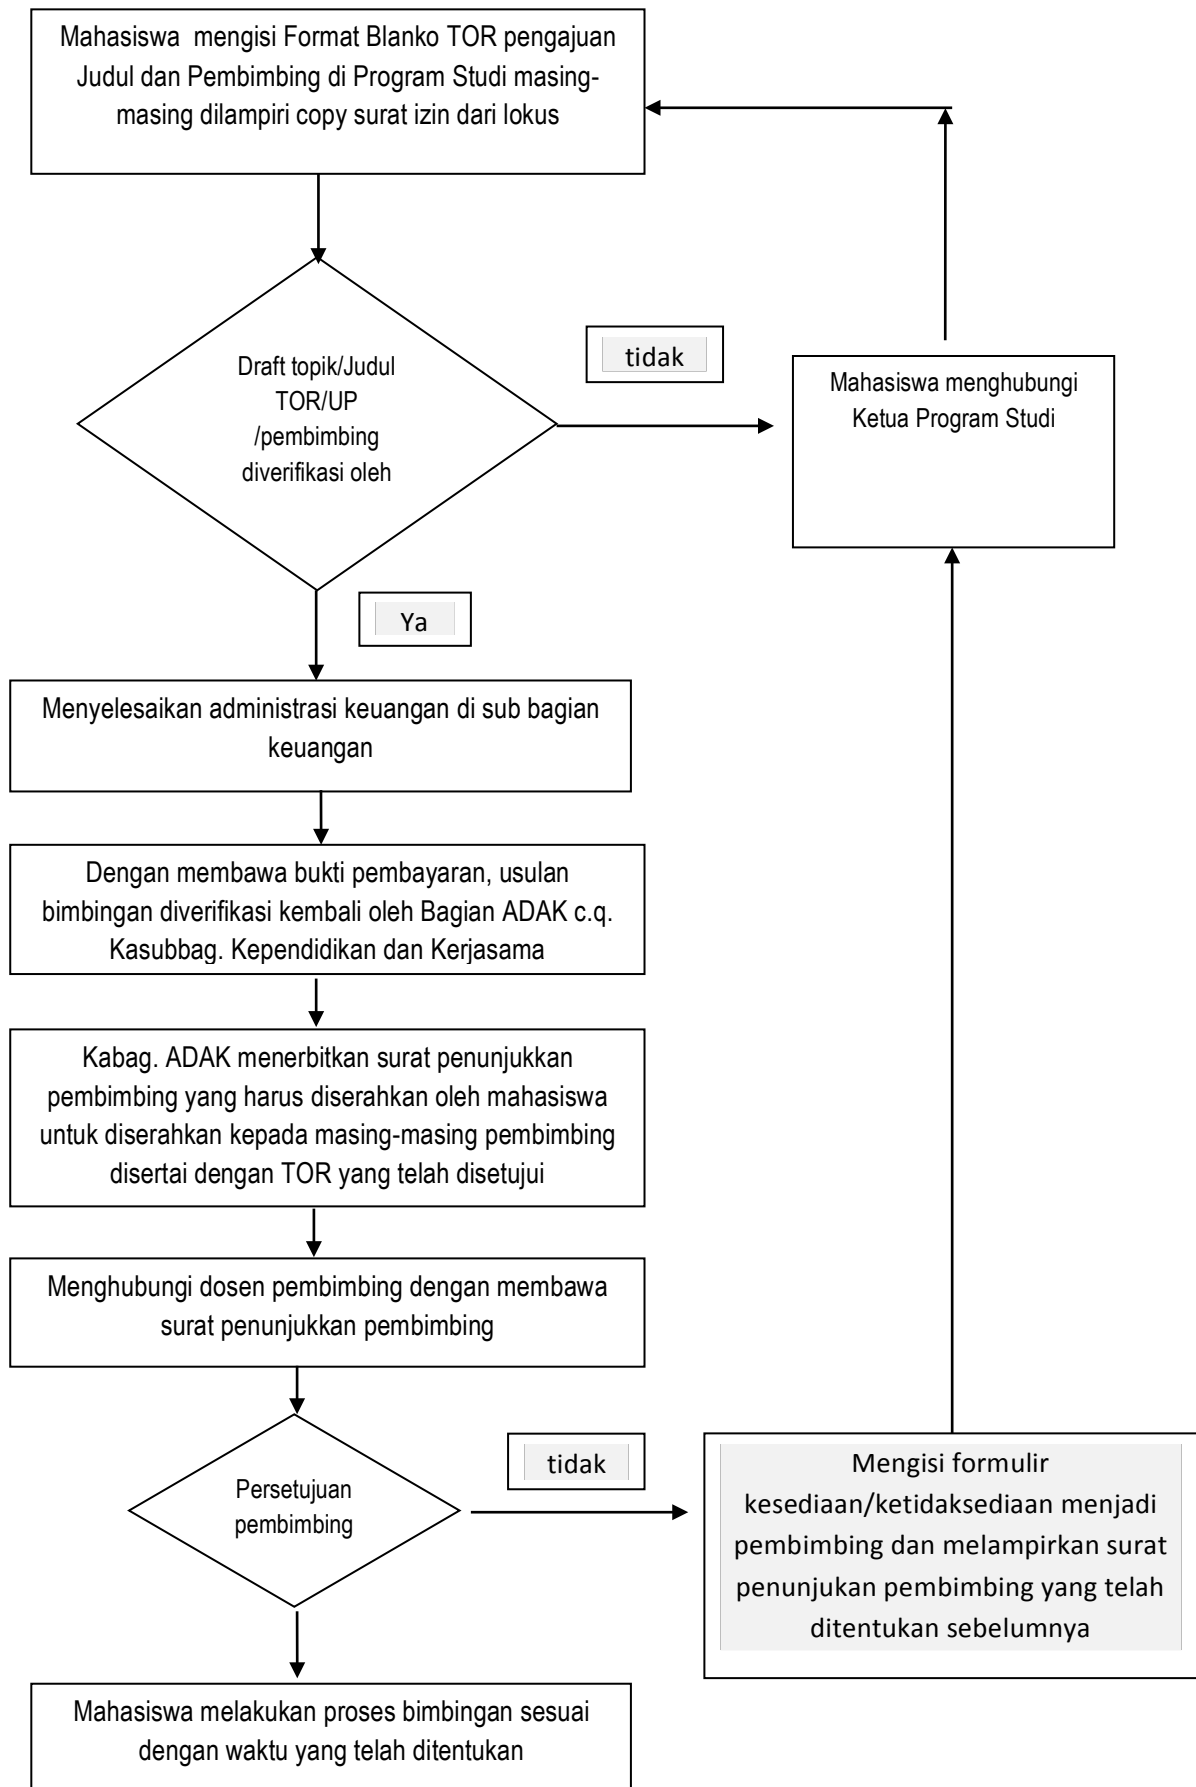 Mahasiswa  mengisi Format Blanko TOR pengajuan
Judul dan Pembimbing di Program Studi masing-
masing dilampiri copy surat izin dari lokus
Draft topik/Judul
TOR/UP
/pembimbing
diverifikasi oleh
tidak
Mahasiswa menghubungi
Ketua Program Studi
Ya
Menyelesaikan administrasi keuangan di sub bagian
keuangan
Dengan membawa bukti pembayaran, usulan
bimbingan diverifikasi kembali oleh Bagian ADAK c.q.
Kasubbag. Kependidikan dan Kerjasama
Kabag. ADAK menerbitkan surat penunjukkan
pembimbing yang harus diserahkan oleh mahasiswa
untuk diserahkan kepada masing-masing pembimbing
disertai dengan TOR yang telah disetujui
Menghubungi dosen pembimbing dengan membawa
surat penunjukkan pembimbing
Persetujuan
pembimbing
tidak
Mengisi formulir
kesediaan/ketidaksediaan menjadi
pembimbing dan melampirkan surat
penunjukan pembimbing yang telah
ditentukan sebelumnya
Mahasiswa melakukan proses bimbingan sesuai
dengan waktu yang telah ditentukan